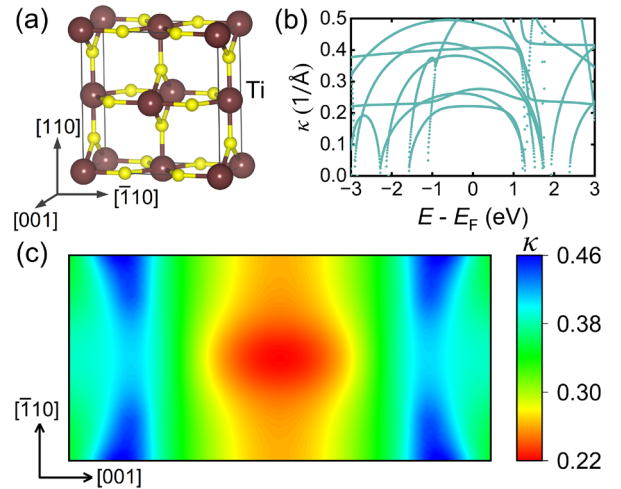 (a)
Ti
[110]
[1̅10]
[001]
(b)
0.5
0.4
0.3
0.2
0.1
0.0
κ (1/Å)
−3 −2 −1 0 1 2 3
E - E_F (eV)
(c)
κ
0.46
0.38
0.30
0.22
[1̅10]
[001]